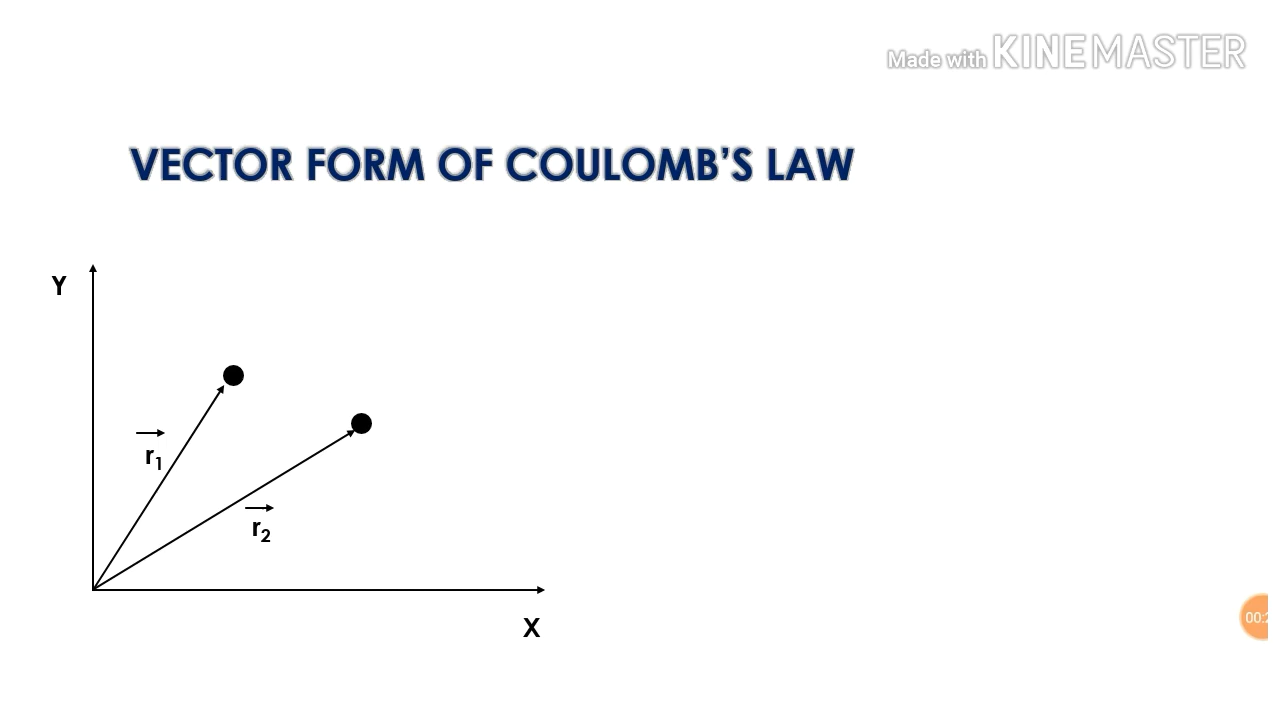 Made with KINEMASTER
VECTOR FORM OF COULOMB'S LAW
Y
r₁
r₂
X